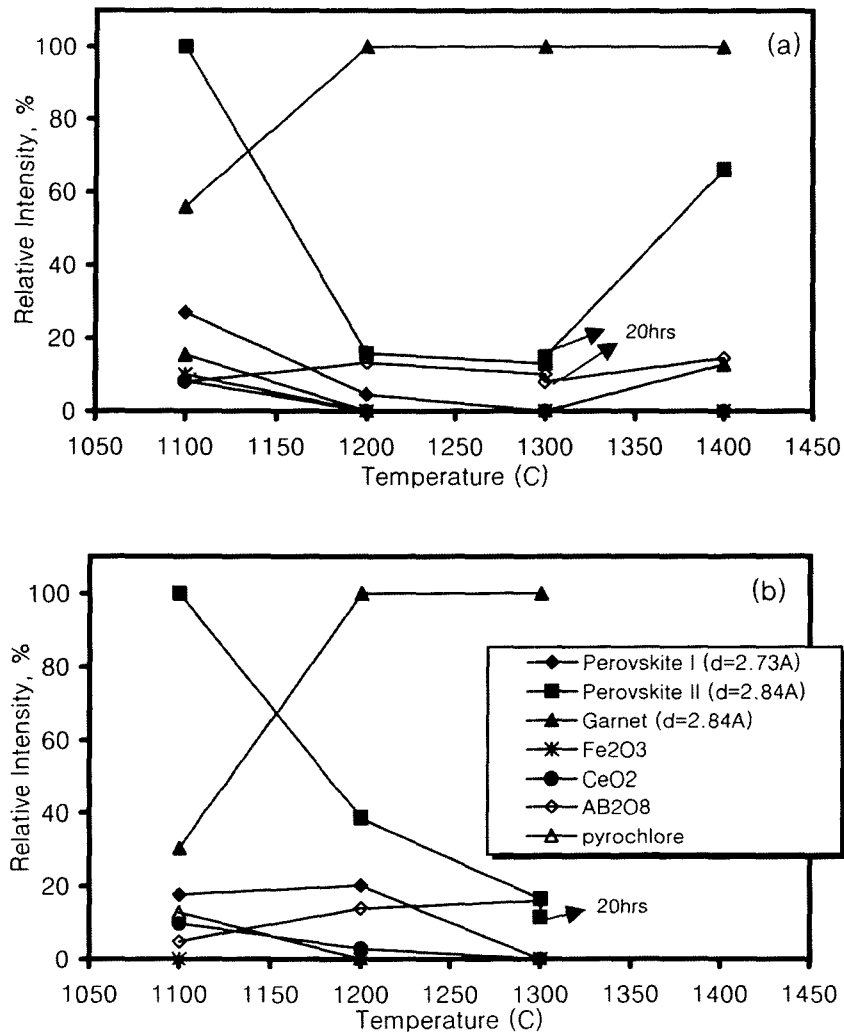 (a)
100
80
60
40
20
0
Relative Intensity, %
20hrs
1050 1100 1150 1200 1250 1300 1350 1400 1450
Temperature (C)
(b)
100
80
60
40
20
0
Relative Intensity, %
Perovskite I (d=2.73A)
Perovskite II (d=2.84A)
Garnet (d=2.84A)
Fe2O3
CeO2
AB2O8
pyrochlore
20hrs
1050 1100 1150 1200 1250 1300 1350 1400 1450
Temperature (C)